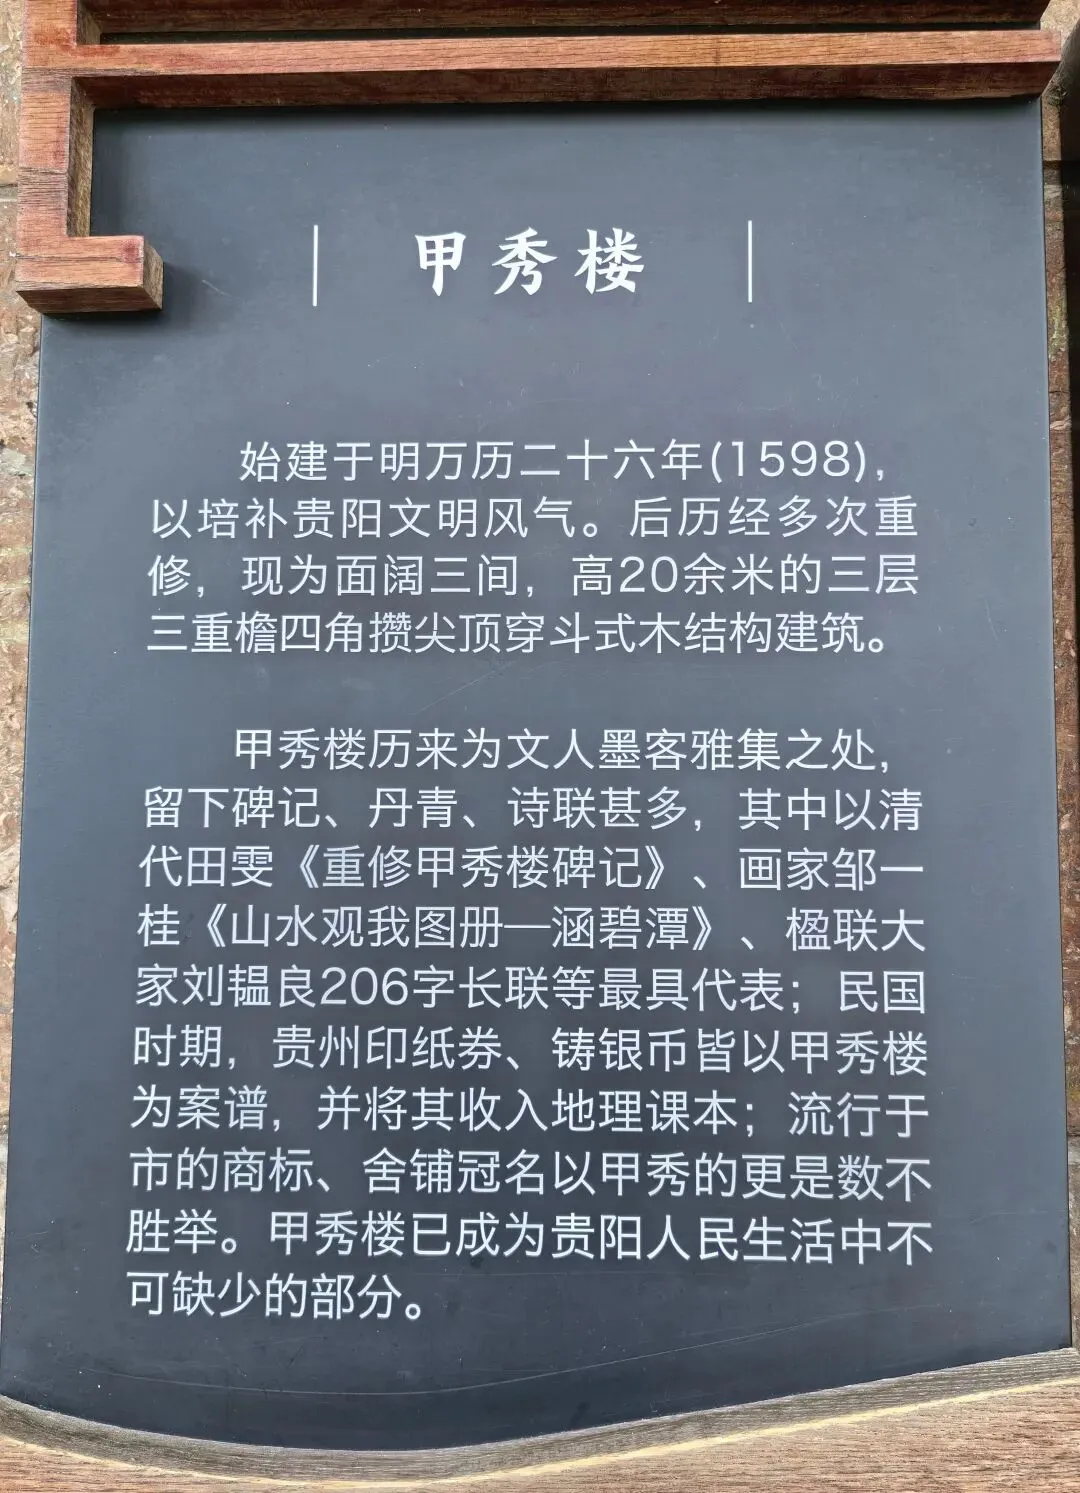 甲秀楼
始建于明万历二十六年(1598)，
以培补贵阳文明风气。后历经多次重
修，现为面阔三间，高20余米的三层
三重檐四角攒尖顶穿斗式木结构建筑。
甲秀楼历来为文人墨客雅集之处，
留下碑记、丹青、诗联甚多，其中以清
代田雯《重修甲秀楼碑记》、画家邹一
桂《山水观我图册—涵碧潭》、楹联大
家刘韫良206字长联等最具代表；民国
时期，贵州印纸券、铸银币皆以甲秀楼
为案谱，并将其收入地理课本；流行于
市的商标、舍铺冠名以甲秀的更是数不
胜举。甲秀楼已成为贵阳人民生活中不
可缺少的部分。